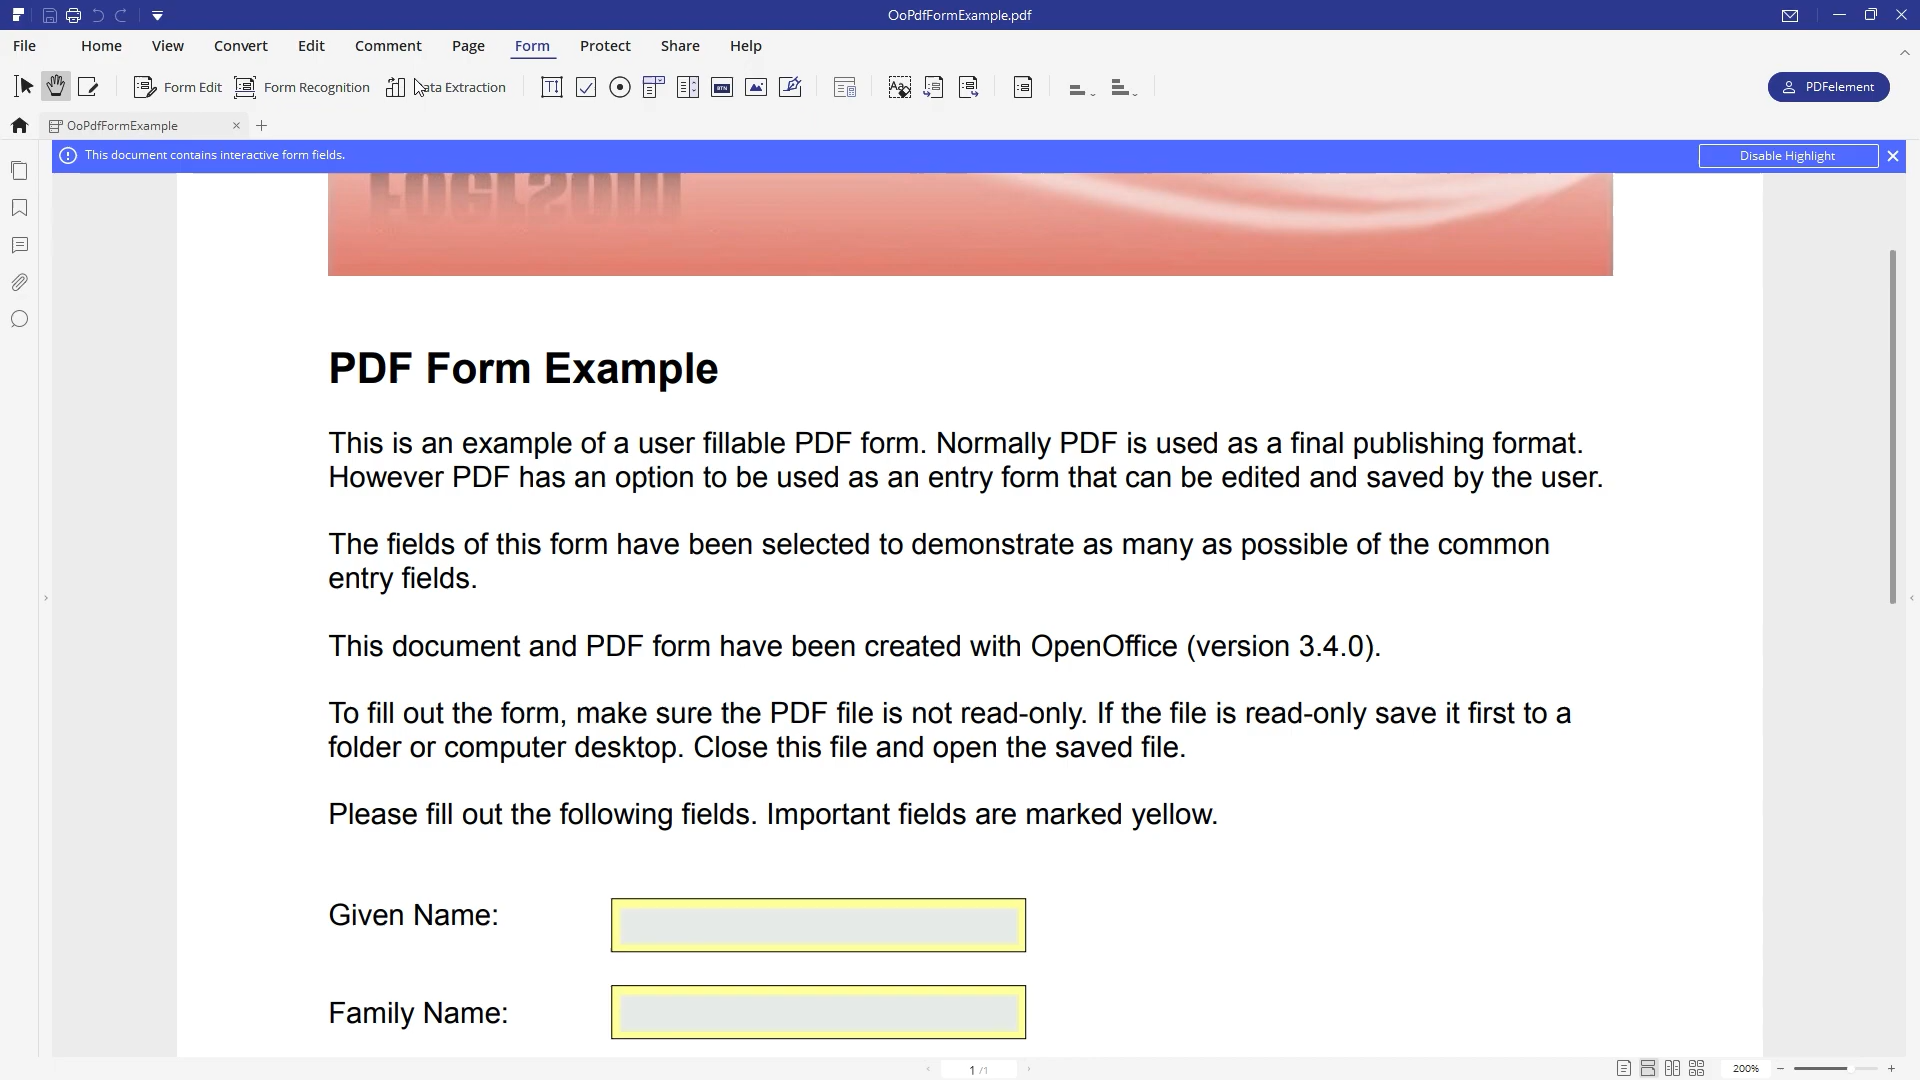 OoPdfFormExample.pdf
File Home View Convert Edit Comment Page Form Protect Share Help
Form Edit Form Recognition Data Extraction PDFelement
OoPdfFormExample
This document contains interactive form fields. Disable Highlight
PDF Form Example
This is an example of a user fillable PDF form. Normally PDF is used as a final publishing format.
However PDF has an option to be used as an entry form that can be edited and saved by the user.
The fields of this form have been selected to demonstrate as many as possible of the common
entry fields.
This document and PDF form have been created with OpenOffice (version 3.4.0).
To fill out the form, make sure the PDF file is not read-only. If the file is read-only save it first to a
folder or computer desktop. Close this file and open the saved file.
Please fill out the following fields. Important fields are marked yellow.
Given Name:
Family Name:
1 /1 200%